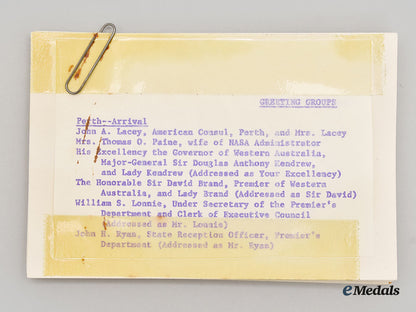 GREETING GROUPS
Perth--Arrival
John A. Lacey, American Consul, Perth, and Mrs. Lacey
Mrs. Thomas O. Paine, wife of NASA Administrator
His Excellency the Governor of Western Australia,
Major-General Sir Douglas Anthony Kendrew,
and Lady Kendrew (Addressed as Your Excellency)
The Honorable Sir David Brand, Premier of Western
Australia, and Lady Brand (Addressed as Sir David)
William S. Lonnie, Under Secretary of the Premier's
Department and Clerk of Executive Council
(Addressed as Mr. Lonnie)
John H. Ryan, State Reception Officer, Premier's
Department (Addressed as Mr. Ryan)
eMedals